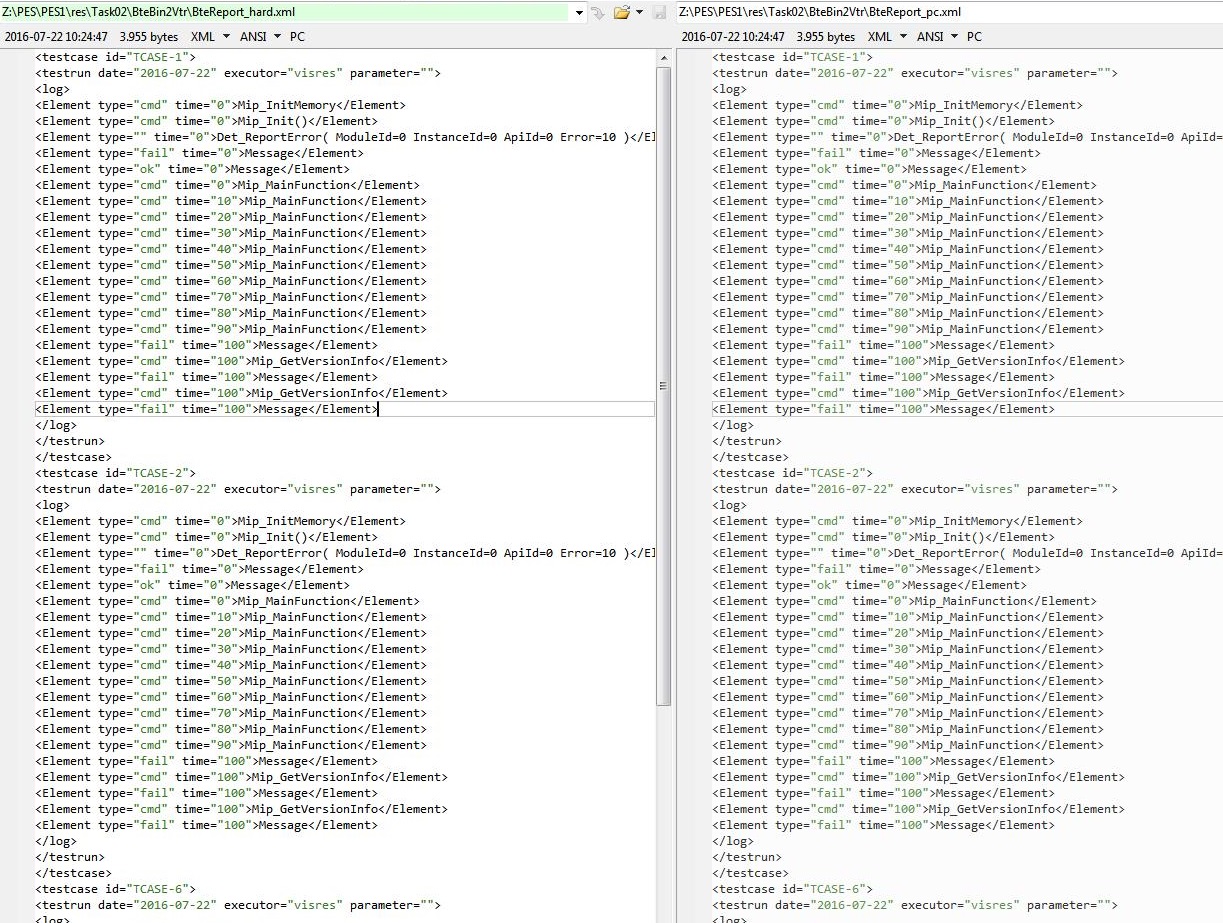 Z:\PES\PES1\res\Task02\BteBin2Vtr\BteReport_hard.xml
2016-07-22 10:24:47 3.955 bytes XML ANSI PC
<testcase id="TCASE-1">
<testrun date="2016-07-22" executor="visres" parameter="">
<log>
<Element type="cmd" time="0">Mip_InitMemory</Element>
<Element type="cmd" time="0">Mip_Init()</Element>
<Element type="" time="0">Det_ReportError( ModuleId=0 InstanceId=0 ApiId=0 Error=10 )</El
<Element type="fail" time="0">Message</Element>
<Element type="ok" time="0">Message</Element>
<Element type="cmd" time="0">Mip_MainFunction</Element>
<Element type="cmd" time="10">Mip_MainFunction</Element>
<Element type="cmd" time="20">Mip_MainFunction</Element>
<Element type="cmd" time="30">Mip_MainFunction</Element>
<Element type="cmd" time="40">Mip_MainFunction</Element>
<Element type="cmd" time="50">Mip_MainFunction</Element>
<Element type="cmd" time="60">Mip_MainFunction</Element>
<Element type="cmd" time="70">Mip_MainFunction</Element>
<Element type="cmd" time="80">Mip_MainFunction</Element>
<Element type="cmd" time="90">Mip_MainFunction</Element>
<Element type="fail" time="100">Message</Element>
<Element type="cmd" time="100">Mip_GetVersionInfo</Element>
<Element type="fail" time="100">Message</Element>
<Element type="cmd" time="100">Mip_GetVersionInfo</Element>
<Element type="fail" time="100">Message</Element>
</log>
</testrun>
</testcase>
<testcase id="TCASE-2">
<testrun date="2016-07-22" executor="visres" parameter="">
<log>
<Element type="cmd" time="0">Mip_InitMemory</Element>
<Element type="cmd" time="0">Mip_Init()</Element>
<Element type="" time="0">Det_ReportError( ModuleId=0 InstanceId=0 ApiId=0 Error=10 )</El
<Element type="fail" time="0">Message</Element>
<Element type="ok" time="0">Message</Element>
<Element type="cmd" time="0">Mip_MainFunction</Element>
<Element type="cmd" time="10">Mip_MainFunction</Element>
<Element type="cmd" time="20">Mip_MainFunction</Element>
<Element type="cmd" time="30">Mip_MainFunction</Element>
<Element type="cmd" time="40">Mip_MainFunction</Element>
<Element type="cmd" time="50">Mip_MainFunction</Element>
<Element type="cmd" time="60">Mip_MainFunction</Element>
<Element type="cmd" time="70">Mip_MainFunction</Element>
<Element type="cmd" time="80">Mip_MainFunction</Element>
<Element type="cmd" time="90">Mip_MainFunction</Element>
<Element type="fail" time="100">Message</Element>
<Element type="cmd" time="100">Mip_GetVersionInfo</Element>
<Element type="fail" time="100">Message</Element>
<Element type="cmd" time="100">Mip_GetVersionInfo</Element>
<Element type="fail" time="100">Message</Element>
</log>
</testrun>
</testcase>
<testcase id="TCASE-6">
<testrun date="2016-07-22" executor="visres" parameter="">
<log>
Z:\PES\PES1\res\Task02\BteBin2Vtr\BteReport_pc.xml
2016-07-22 10:24:47 3.955 bytes XML ANSI PC
<testcase id="TCASE-1">
<testrun date="2016-07-22" executor="visres" parameter="">
<log>
<Element type="cmd" time="0">Mip_InitMemory</Element>
<Element type="cmd" time="0">Mip_Init()</Element>
<Element type="" time="0">Det_ReportError( ModuleId=0 InstanceId=0 ApiId=
<Element type="fail" time="0">Message</Element>
<Element type="ok" time="0">Message</Element>
<Element type="cmd" time="0">Mip_MainFunction</Element>
<Element type="cmd" time="10">Mip_MainFunction</Element>
<Element type="cmd" time="20">Mip_MainFunction</Element>
<Element type="cmd" time="30">Mip_MainFunction</Element>
<Element type="cmd" time="40">Mip_MainFunction</Element>
<Element type="cmd" time="50">Mip_MainFunction</Element>
<Element type="cmd" time="60">Mip_MainFunction</Element>
<Element type="cmd" time="70">Mip_MainFunction</Element>
<Element type="cmd" time="80">Mip_MainFunction</Element>
<Element type="cmd" time="90">Mip_MainFunction</Element>
<Element type="fail" time="100">Message</Element>
<Element type="cmd" time="100">Mip_GetVersionInfo</Element>
<Element type="fail" time="100">Message</Element>
<Element type="cmd" time="100">Mip_GetVersionInfo</Element>
<Element type="fail" time="100">Message</Element>
</log>
</testrun>
</testcase>
<testcase id="TCASE-2">
<testrun date="2016-07-22" executor="visres" parameter="">
<log>
<Element type="cmd" time="0">Mip_InitMemory</Element>
<Element type="cmd" time="0">Mip_Init()</Element>
<Element type="" time="0">Det_ReportError( ModuleId=0 InstanceId=0 ApiId=
<Element type="fail" time="0">Message</Element>
<Element type="ok" time="0">Message</Element>
<Element type="cmd" time="0">Mip_MainFunction</Element>
<Element type="cmd" time="10">Mip_MainFunction</Element>
<Element type="cmd" time="20">Mip_MainFunction</Element>
<Element type="cmd" time="30">Mip_MainFunction</Element>
<Element type="cmd" time="40">Mip_MainFunction</Element>
<Element type="cmd" time="50">Mip_MainFunction</Element>
<Element type="cmd" time="60">Mip_MainFunction</Element>
<Element type="cmd" time="70">Mip_MainFunction</Element>
<Element type="cmd" time="80">Mip_MainFunction</Element>
<Element type="cmd" time="90">Mip_MainFunction</Element>
<Element type="fail" time="100">Message</Element>
<Element type="cmd" time="100">Mip_GetVersionInfo</Element>
<Element type="fail" time="100">Message</Element>
<Element type="cmd" time="100">Mip_GetVersionInfo</Element>
<Element type="fail" time="100">Message</Element>
</log>
</testrun>
</testcase>
<testcase id="TCASE-6">
<testrun date="2016-07-22" executor="visres" parameter="">
<log>